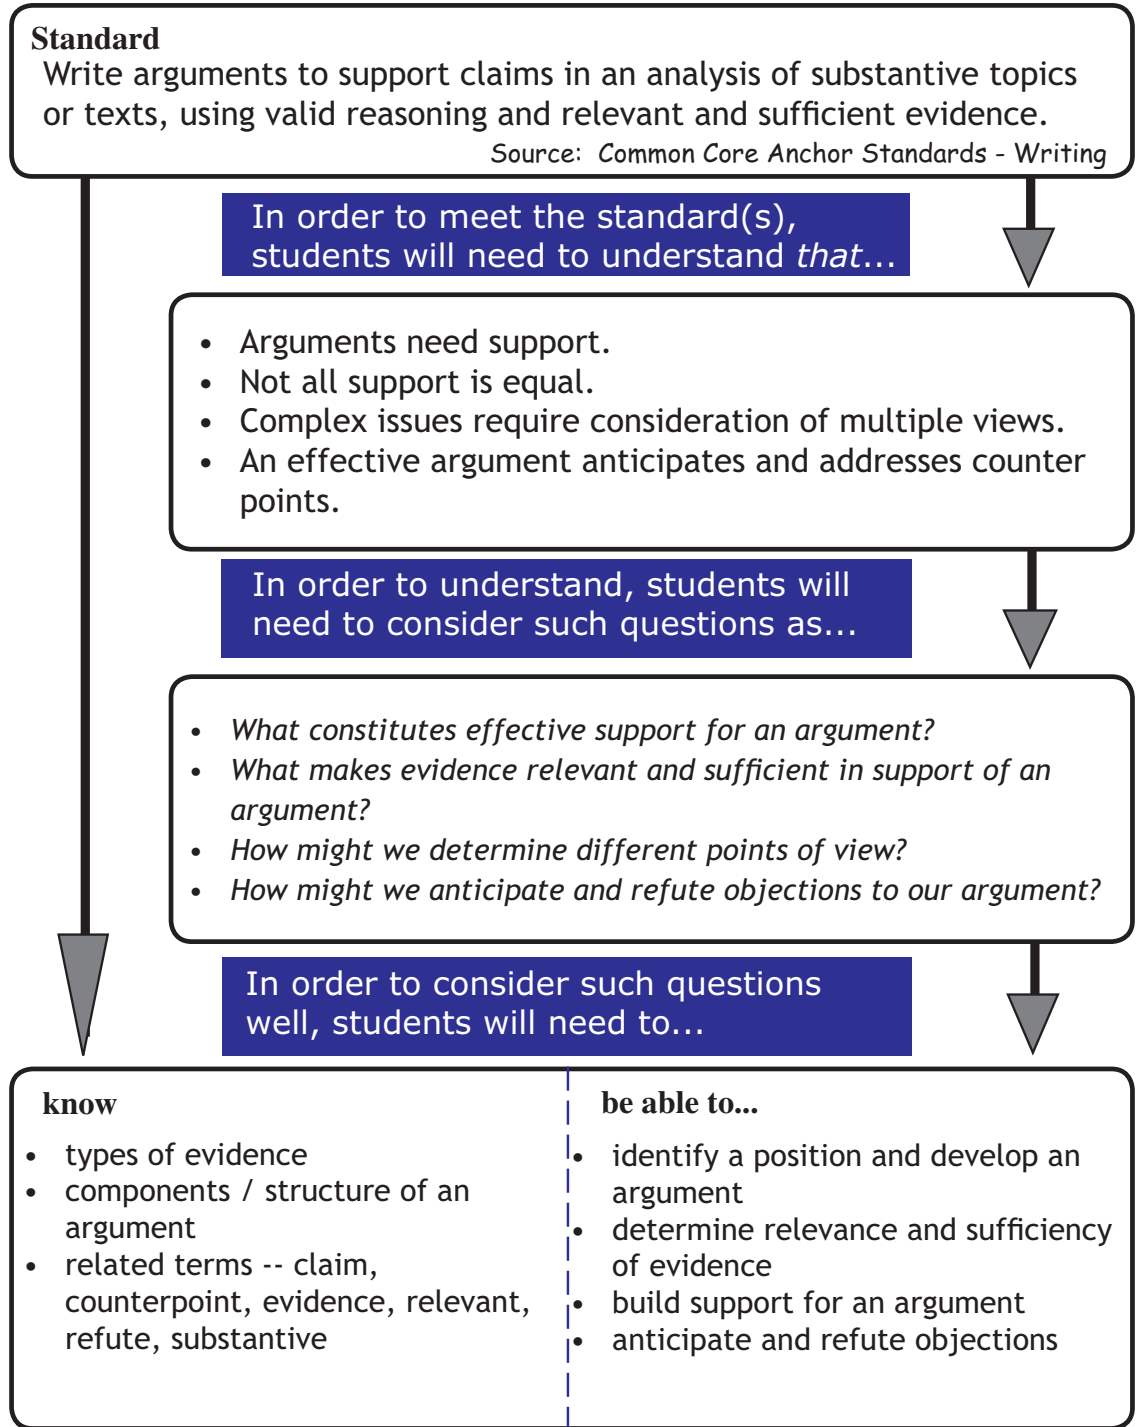 Standard
Write arguments to support claims in an analysis of substantive topics
or texts, using valid reasoning and relevant and sufficient evidence.
Source: Common Core Anchor Standards - Writing
In order to meet the standard(s),
students will need to understand that...
• Arguments need support.
• Not all support is equal.
• Complex issues require consideration of multiple views.
• An effective argument anticipates and addresses counter
points.
In order to understand, students will
need to consider such questions as...
• What constitutes effective support for an argument?
• What makes evidence relevant and sufficient in support of an
argument?
• How might we determine different points of view?
• How might we anticipate and refute objections to our argument?
In order to consider such questions
well, students will need to...
know
• types of evidence
• components / structure of an
argument
• related terms -- claim,
counterpoint, evidence, relevant,
refute, substantive
be able to...
• identify a position and develop an
argument
• determine relevance and sufficiency
of evidence
• build support for an argument
• anticipate and refute objections